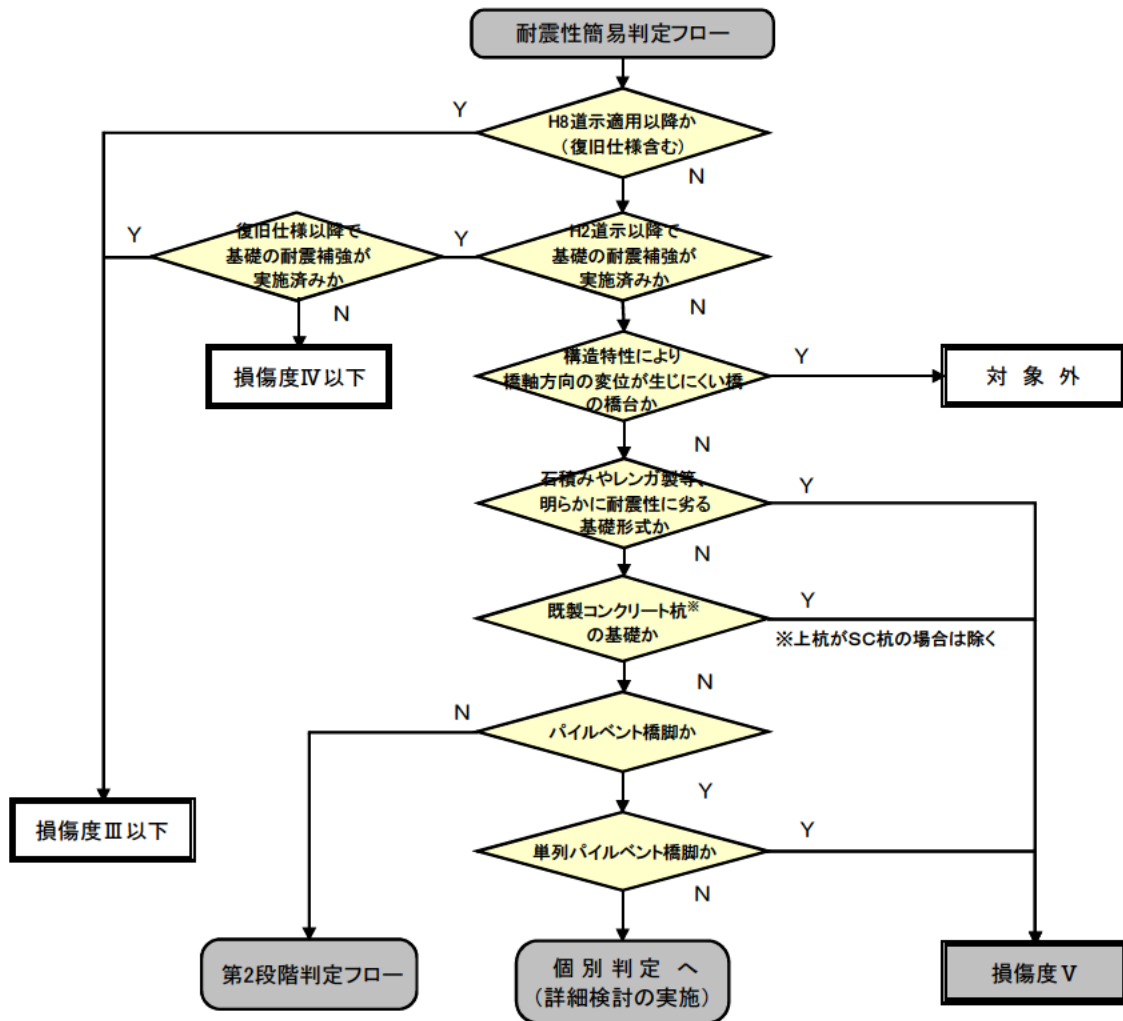 耐震性簡易判定フロー
Y
H8道示適用以降か
(復旧仕様含む)
N
Y
復旧仕様以降で
基礎の耐震補強が
実施済みか
Y
H2道示以降で
基礎の耐震補強が
実施済みか
N
N
損傷度Ⅳ以下
構造特性により
橋軸方向の変位が生じにくい橋
の橋台か
Y
対 象 外
N
石積みやレンガ製等、
明らかに耐震性に劣る
基礎形式か
Y
N
既製コンクリート杭※
の基礎か
Y
※上杭がSC杭の場合は除く
N
N
パイルベント橋脚か
Y
損傷度Ⅲ以下
単列パイルベント橋脚か
Y
N
第2段階判定フロー
個 別 判 定 へ
(詳細検討の実施)
損傷度Ⅴ